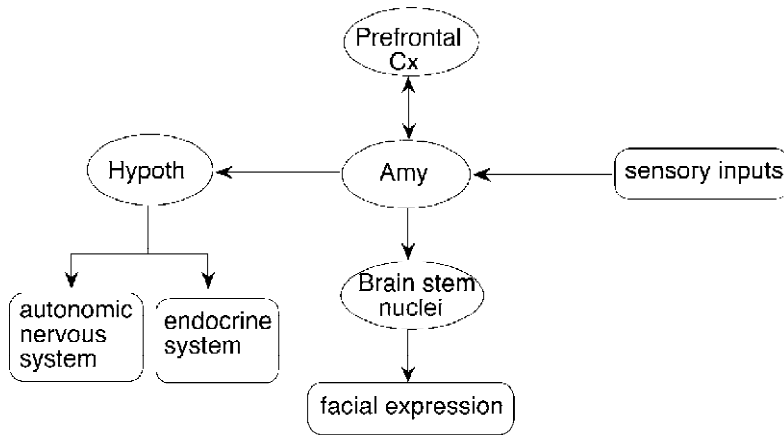 Prefrontal
Cx
Hypoth
Amy
sensory inputs
Brain stem
nuclei
autonomic
nervous
system
endocrine
system
facial expression